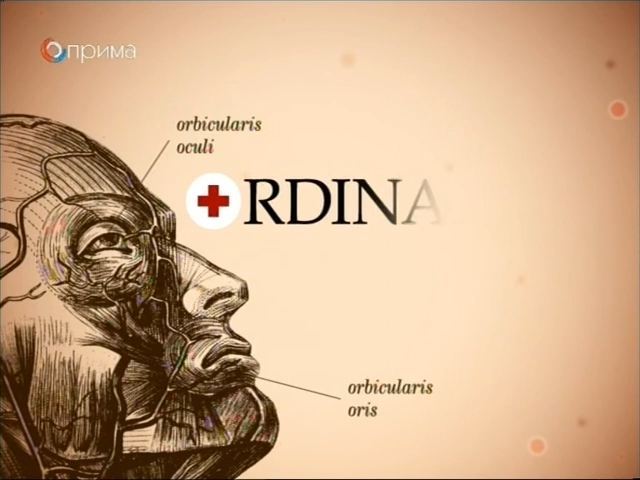 прима
orbicularis
oculi
RDINA
orbicularis
oris